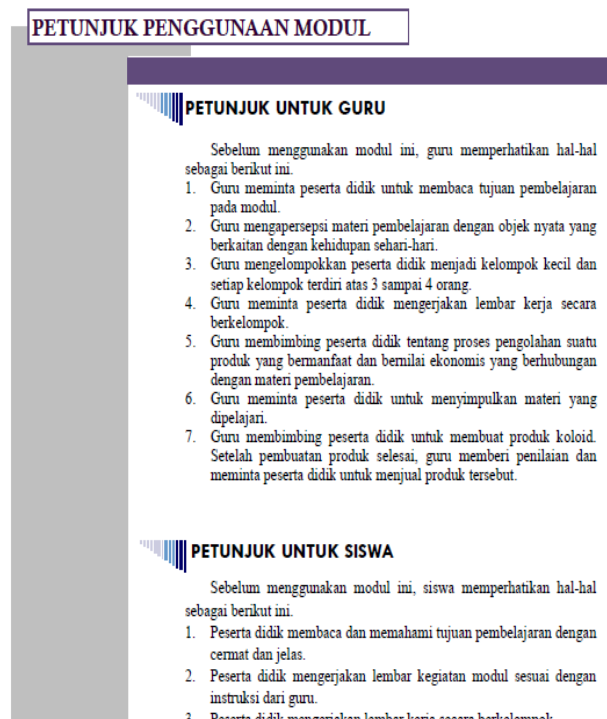 PETUNJUK PENGGUNAAN MODUL
PETUNJUK UNTUK GURU
Sebelum menggunakan modul ini, guru memperhatikan hal-hal
sebagai berikut ini.
1. Guru meminta peserta didik untuk membaca tujuan pembelajaran
pada modul.
2. Guru mengapersepsi materi pembelajaran dengan objek nyata yang
berkaitan dengan kehidupan sehari-hari.
3. Guru mengelompokkan peserta didik menjadi kelompok kecil dan
setiap kelompok terdiri atas 3 sampai 4 orang.
4. Guru meminta peserta didik mengerjakan lembar kerja secara
berkelompok.
5. Guru membimbing peserta didik tentang proses pengolahan suatu
produk yang bermanfaat dan bernilai ekonomis yang berhubungan
dengan materi pembelajaran.
6. Guru meminta peserta didik untuk menyimpulkan materi yang
dipelajari.
7. Guru membimbing peserta didik untuk membuat produk koloid.
Setelah pembuatan produk selesai, guru memberi penilaian dan
meminta peserta didik untuk menjual produk tersebut.
PETUNJUK UNTUK SISWA
Sebelum menggunakan modul ini, siswa memperhatikan hal-hal
sebagai berikut ini.
1. Peserta didik membaca dan memahami tujuan pembelajaran dengan
cermat dan jelas.
2. Peserta didik mengerjakan lembar kegiatan modul sesuai dengan
instruksi dari guru.
3. Peserta didik mengerjakan lembar kerja secara berkelompok.